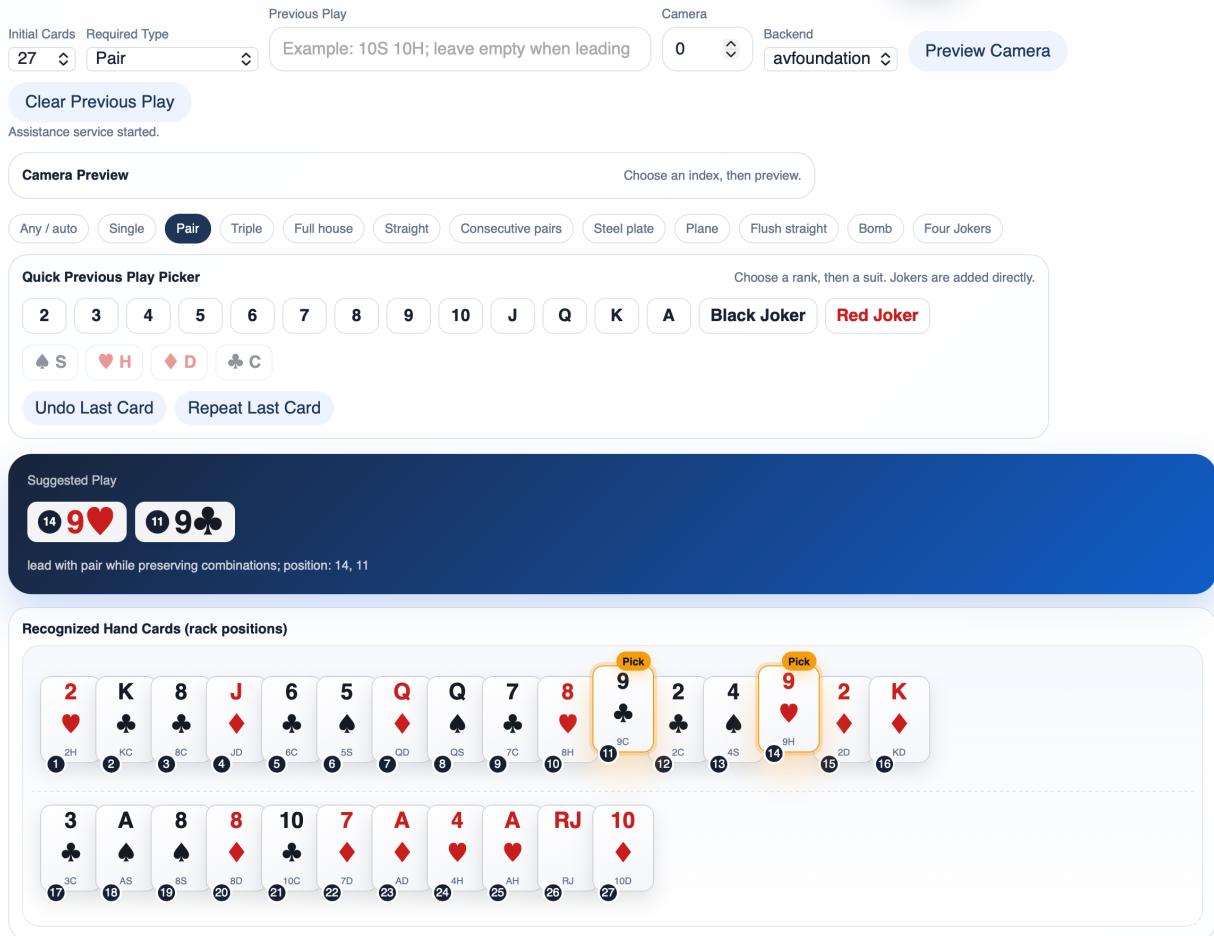 Previous Play
Camera
Initial Cards Required Type
Backend
27 Pair Example: 10S 10H; leave empty when leading 0 avfoundation Preview Camera
Clear Previous Play
Assistance service started.
Camera Preview Choose an index, then preview.
Any / auto Single Pair Triple Full house Straight Consecutive pairs Steel plate Plane Flush straight Bomb Four Jokers
Quick Previous Play Picker Choose a rank, then a suit. Jokers are added directly.
2 3 4 5 6 7 8 9 10 J Q K A Black Joker Red Joker
♠ S ♥ H ♦ D ♣ C
Undo Last Card Repeat Last Card
Suggested Play
14 9♥ 11 9♣
lead with pair while preserving combinations; position: 14, 11
Recognized Hand Cards (rack positions)
Pick Pick
2 K 8 J 6 5 Q Q 7 8 9 2 4 9 2 K
♥ ♣ ♣ ♦ ♣ ♠ ♦ ♠ ♣ ♥ ♣ ♣ ♠ ♥ ♦ ♦
2H KC 8C JD 6C 5S QD QS 7C 8H 9C 2C 4S 9H 2D KD
1 2 3 4 5 6 7 8 9 10 11 12 13 14 15 16
3 A 8 8 10 7 A 4 A RJ 10
♣ ♠ ♠ ♦ ♣ ♦ ♦ ♥ ♥ ♦
3C AS 8S 8D 10C 7D AD 4H AH RJ 10D
17 18 19 20 21 22 23 24 25 26 27